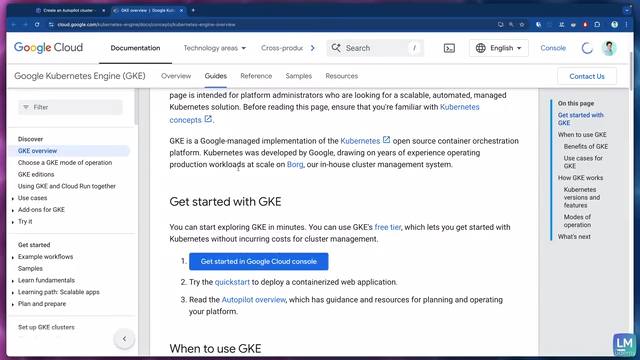 Create an Autopilot cluster
GKE overview | Google Kub
cloud.google.com/kubernetes-engine/docs/concepts/kubernetes-engine-overview
Google Cloud
Documentation
Technology areas
Cross-produc
Search
/
English
Console
Google Kubernetes Engine (GKE)
Overview
Guides
Reference
Samples
Resources
Contact Us
Filter
Discover
GKE overview
Choose a GKE mode of operation
GKE editions
Using GKE and Cloud Run together
Use cases
Add-ons for GKE
Try it
Get started
Example workflows
Samples
Learn fundamentals
Learning path: Scalable apps
Plan and prepare
Set up GKE clusters
page is intended for platform administrators who are looking for a scalable, automated, managed
Kubernetes solution. Before reading this page, ensure that you're familiar with Kubernetes
concepts.
GKE is a Google-managed implementation of the Kubernetes open source container orchestration
platform. Kubernetes was developed by Google, drawing on years of experience operating
production workloads at scale on Borg, our in-house cluster management system.
Get started with GKE
You can start exploring GKE in minutes. You can use GKE's free tier, which lets you get started with
Kubernetes without incurring costs for cluster management.
1. Get started in Google Cloud console
2. Try the quickstart to deploy a containerized web application.
3. Read the Autopilot overview, which has guidance and resources for planning and operating
your platform.
When to use GKE
On this page
Get started with
GKE
When to use GKE
Benefits of GKE
Use cases for
GKE
How GKE works
Kubernetes
versions and
features
Modes of
operation
What's next
LM